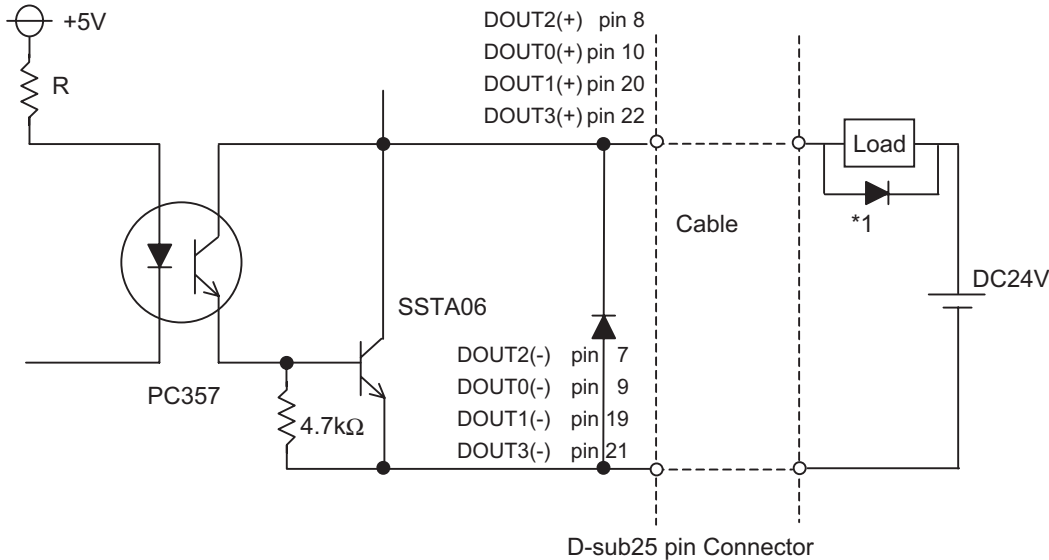 +5V
R
DOUT2(+) pin 8
DOUT0(+) pin 10
DOUT1(+) pin 20
DOUT3(+) pin 22
Load
*1
Cable
DC24V
SSTA06
PC357
4.7kΩ
DOUT2(-) pin 7
DOUT0(-) pin 9
DOUT1(-) pin 19
DOUT3(-) pin 21
D-sub25 pin Connector